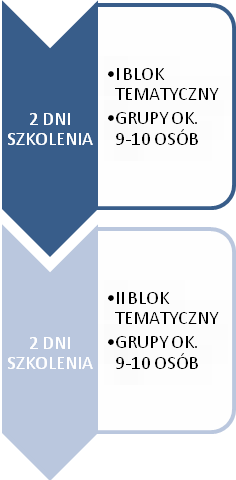 2 DNI
SZKOLENIA
•I BLOK
TEMATYCZNY
•GRUPY OK.
9-10 OSÓB
2 DNI
SZKOLENIA
•II BLOK
TEMATYCZNY
•GRUPY OK.
9-10 OSÓB